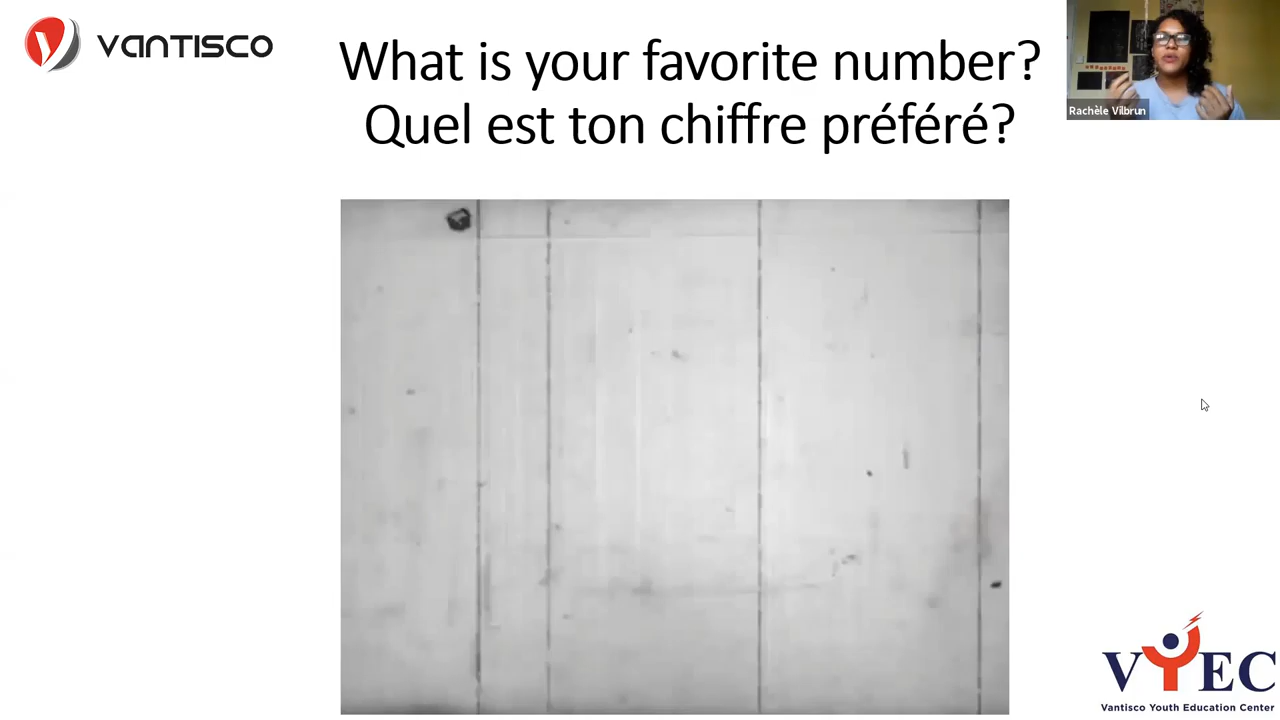 VANTISCO
What is your favorite number?
Quel est ton chiffre préféré?
Rachèle Vilbrun
VYEC
Vantisco Youth Education Center